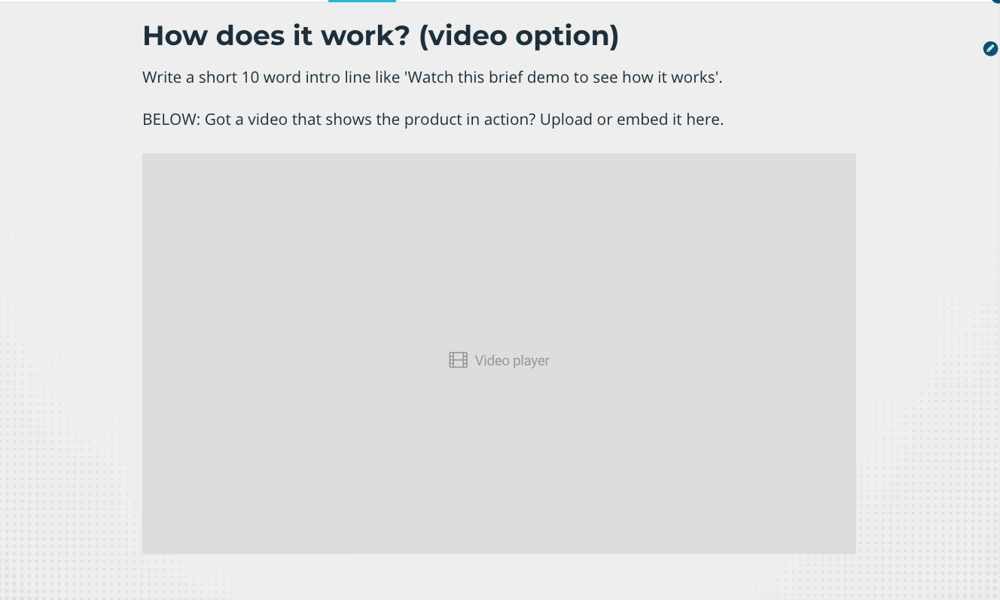 How does it work? (video option)
Write a short 10 word intro line like 'Watch this brief demo to see how it works'.
BELOW: Got a video that shows the product in action? Upload or embed it here.
Video player